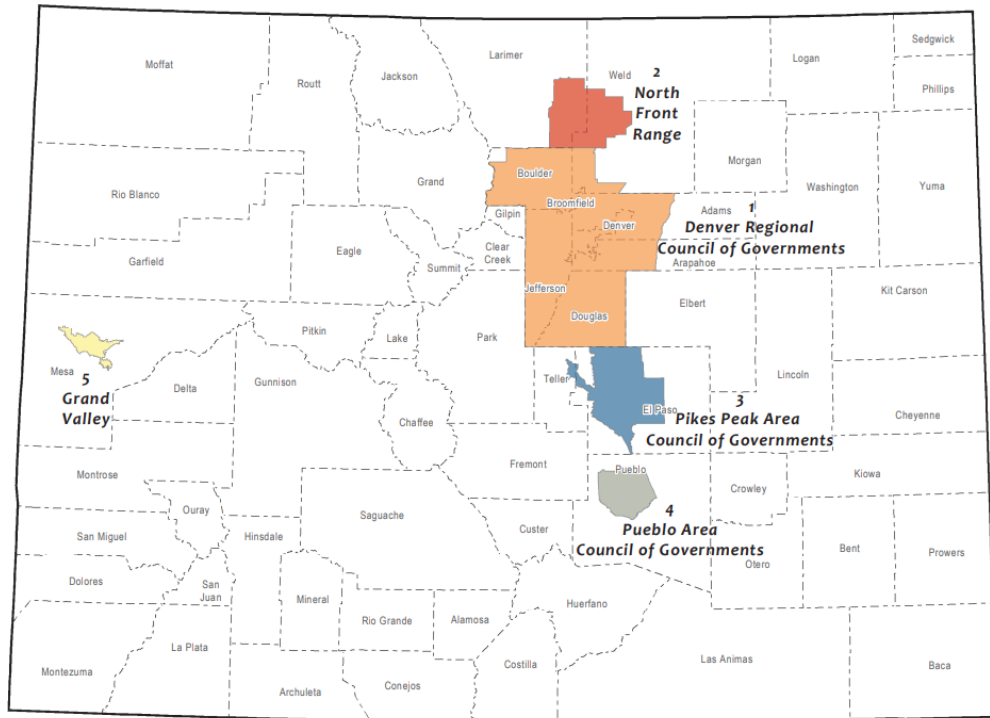 Sedgwick
Larimer
Logan
Moffat
Weld
2
Jackson
Routt
Phillips
North
Front
Range
Morgan
Boulder
Grand
Washington
Yuma
Rio Blanco
Broomfield
Adams
1
Gilpin
Denver
Denver Regional
Council of Governments
Eagle
Clear
Creek
Garfield
Arapahoe
Summit
Jefferson
Kit Carson
Elbert
Douglas
Pitkin
Lake
Park
Mesa
5
Grand
Valley
Delta
Gunnison
Teller
Lincoln
3
El Paso
Pikes Peak Area
Council of Governments
Cheyenne
Chaffee
Fremont
Pueblo
Montrose
Kiowa
Crowley
Ouray
Saguache
4
Pueblo Area
Council of Governments
Custer
San Miguel
Hinsdale
Bent
Prowers
Otero
Dolores
San
Juan
Mineral
Huerfano
Rio Grande
Alamosa
La Plata
Las Animas
Costilla
Baca
Montezuma
Archuleta
Conejos